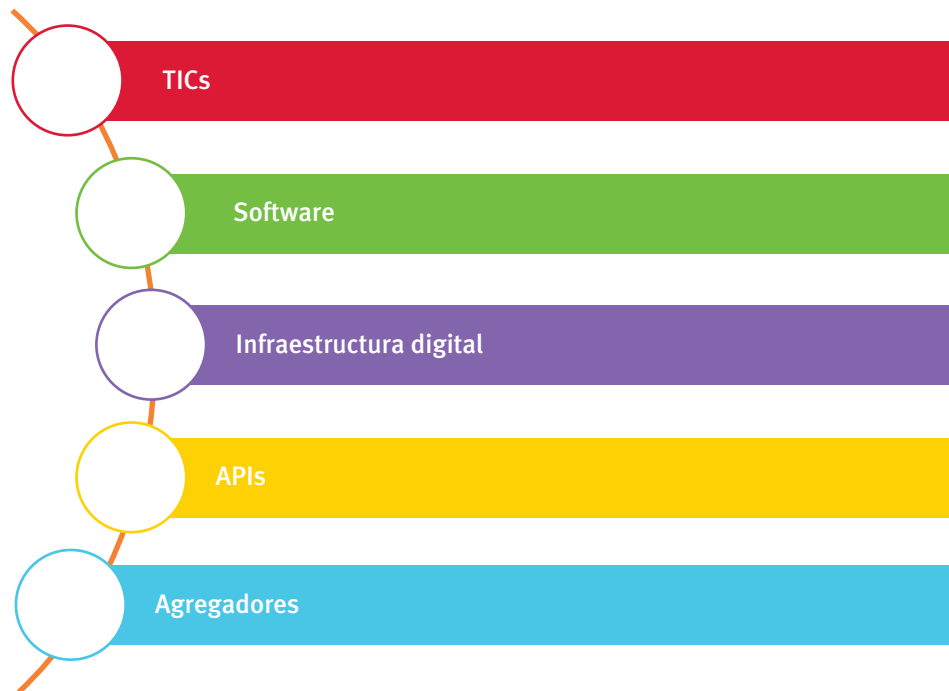 TICs
Software
Infraestructura digital
APIs
Agregadores